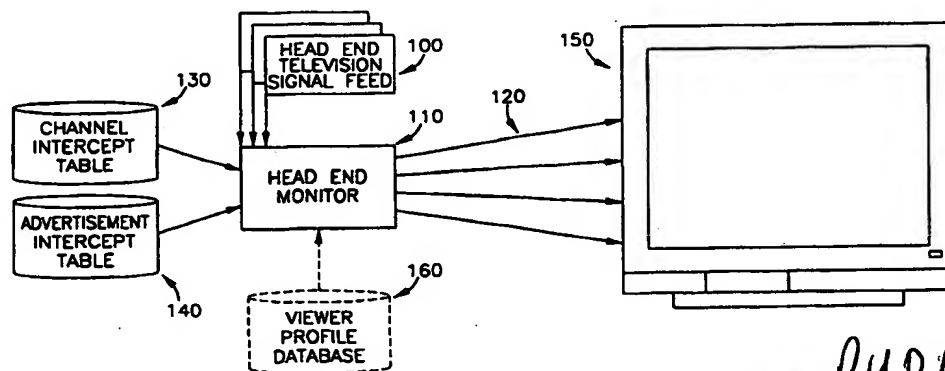 HEAD END
TELEVISION
SIGNAL FEED
100
150
130
CHANNEL
INTERCEPT
TABLE
110
120
HEAD END
MONITOR
ADVERTISEMENT
INTERCEPT
TABLE
140
160
VIEWER
PROFILE
DATABASE